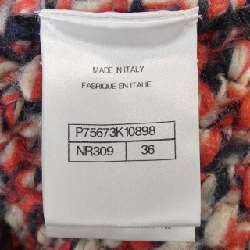 MADE IN ITALY
FABRIQUE EN ITALIE
P75673K10898
NR309 36